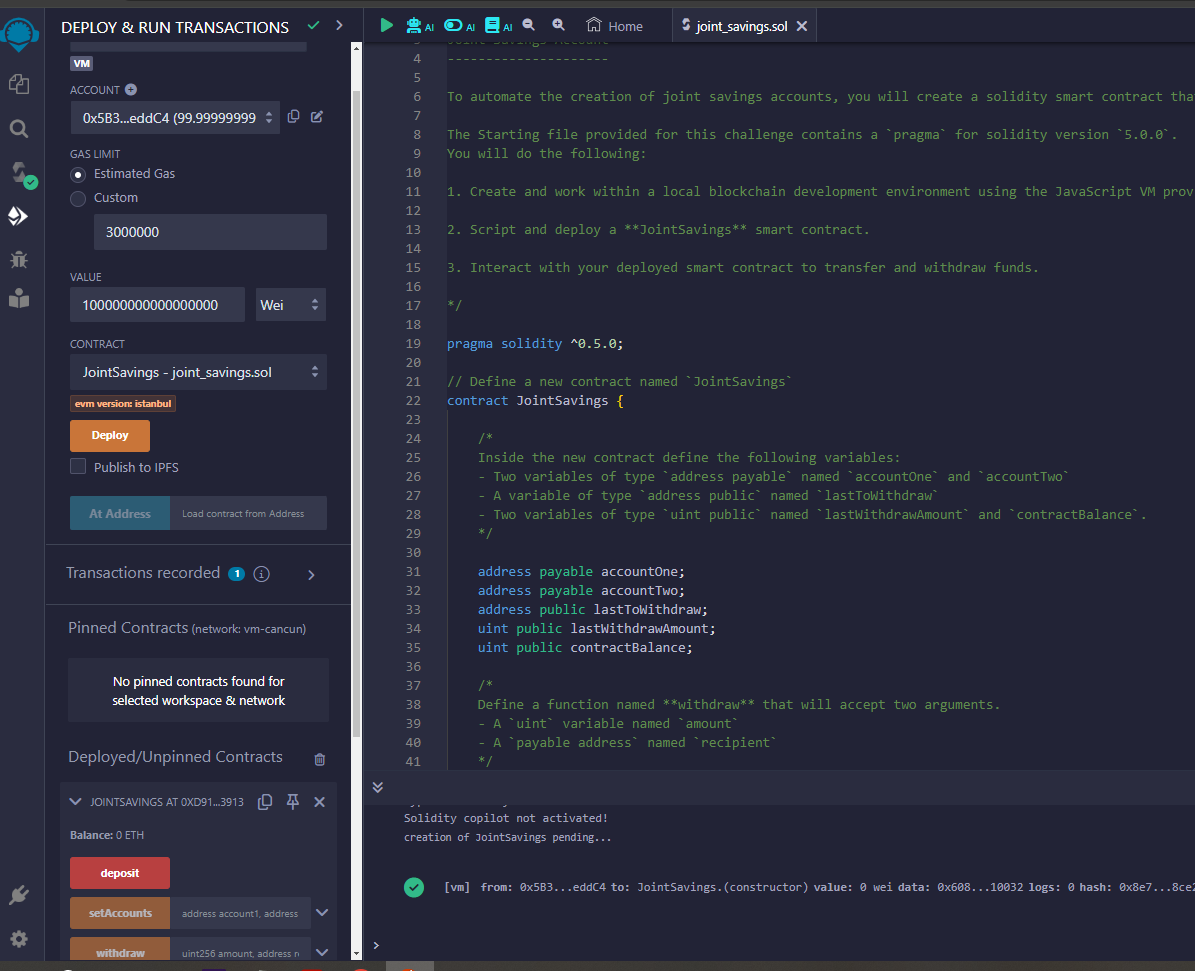 DEPLOY & RUN TRANSACTIONS
VM
ACCOUNT
0x5B3...eddC4 (99.99999999
GAS LIMIT
Estimated Gas
Custom
3000000
VALUE
100000000000000000
Wei
CONTRACT
JointSavings - joint_savings.sol
evm version: istanbul
Deploy
Publish to IPFS
At Address
Load contract from Address
Transactions recorded 1 i
Pinned Contracts (network: vm-cancun)
No pinned contracts found for
selected workspace & network
Deployed/Unpinned Contracts
JOINTSAVINGS AT 0XD91...3913
Balance: 0 ETH
deposit
setAccounts
address account1, address
withdraw
uint256 amount, address r
AI AI AI Home joint_savings.sol
Joint Savings Account
4 ---------------------
5
6 To automate the creation of joint savings accounts, you will create a solidity smart contract tha
7
8 The Starting file provided for this challenge contains a `pragma` for solidity version `5.0.0`.
9 You will do the following:
10
11 1. Create and work within a local blockchain development environment using the JavaScript VM prov
12
13 2. Script and deploy a **JointSavings** smart contract.
14
15 3. Interact with your deployed smart contract to transfer and withdraw funds.
16
17 */
18
19 pragma solidity ^0.5.0;
20
21 // Define a new contract named `JointSavings`
22 contract JointSavings {
23
24 /*
25 Inside the new contract define the following variables:
26 - Two variables of type `address payable` named `accountOne` and `accountTwo`
27 - A variable of type `address public` named `lastToWithdraw`
28 - Two variables of type `uint public` named `lastWithdrawAmount` and `contractBalance`.
29 */
30
31 address payable accountOne;
32 address payable accountTwo;
33 address public lastToWithdraw;
34 uint public lastWithdrawAmount;
35 uint public contractBalance;
36
37 /*
38 Define a function named **withdraw** that will accept two arguments.
39 - A `uint` variable named `amount`
40 - A `payable address` named `recipient`
41 */
Solidity copilot not activated!
creation of JointSavings pending...
[vm] from: 0x5B3...eddC4 to: JointSavings.(constructor) value: 0 wei data: 0x608...10032 logs: 0 hash: 0x8e7...8ce2
>